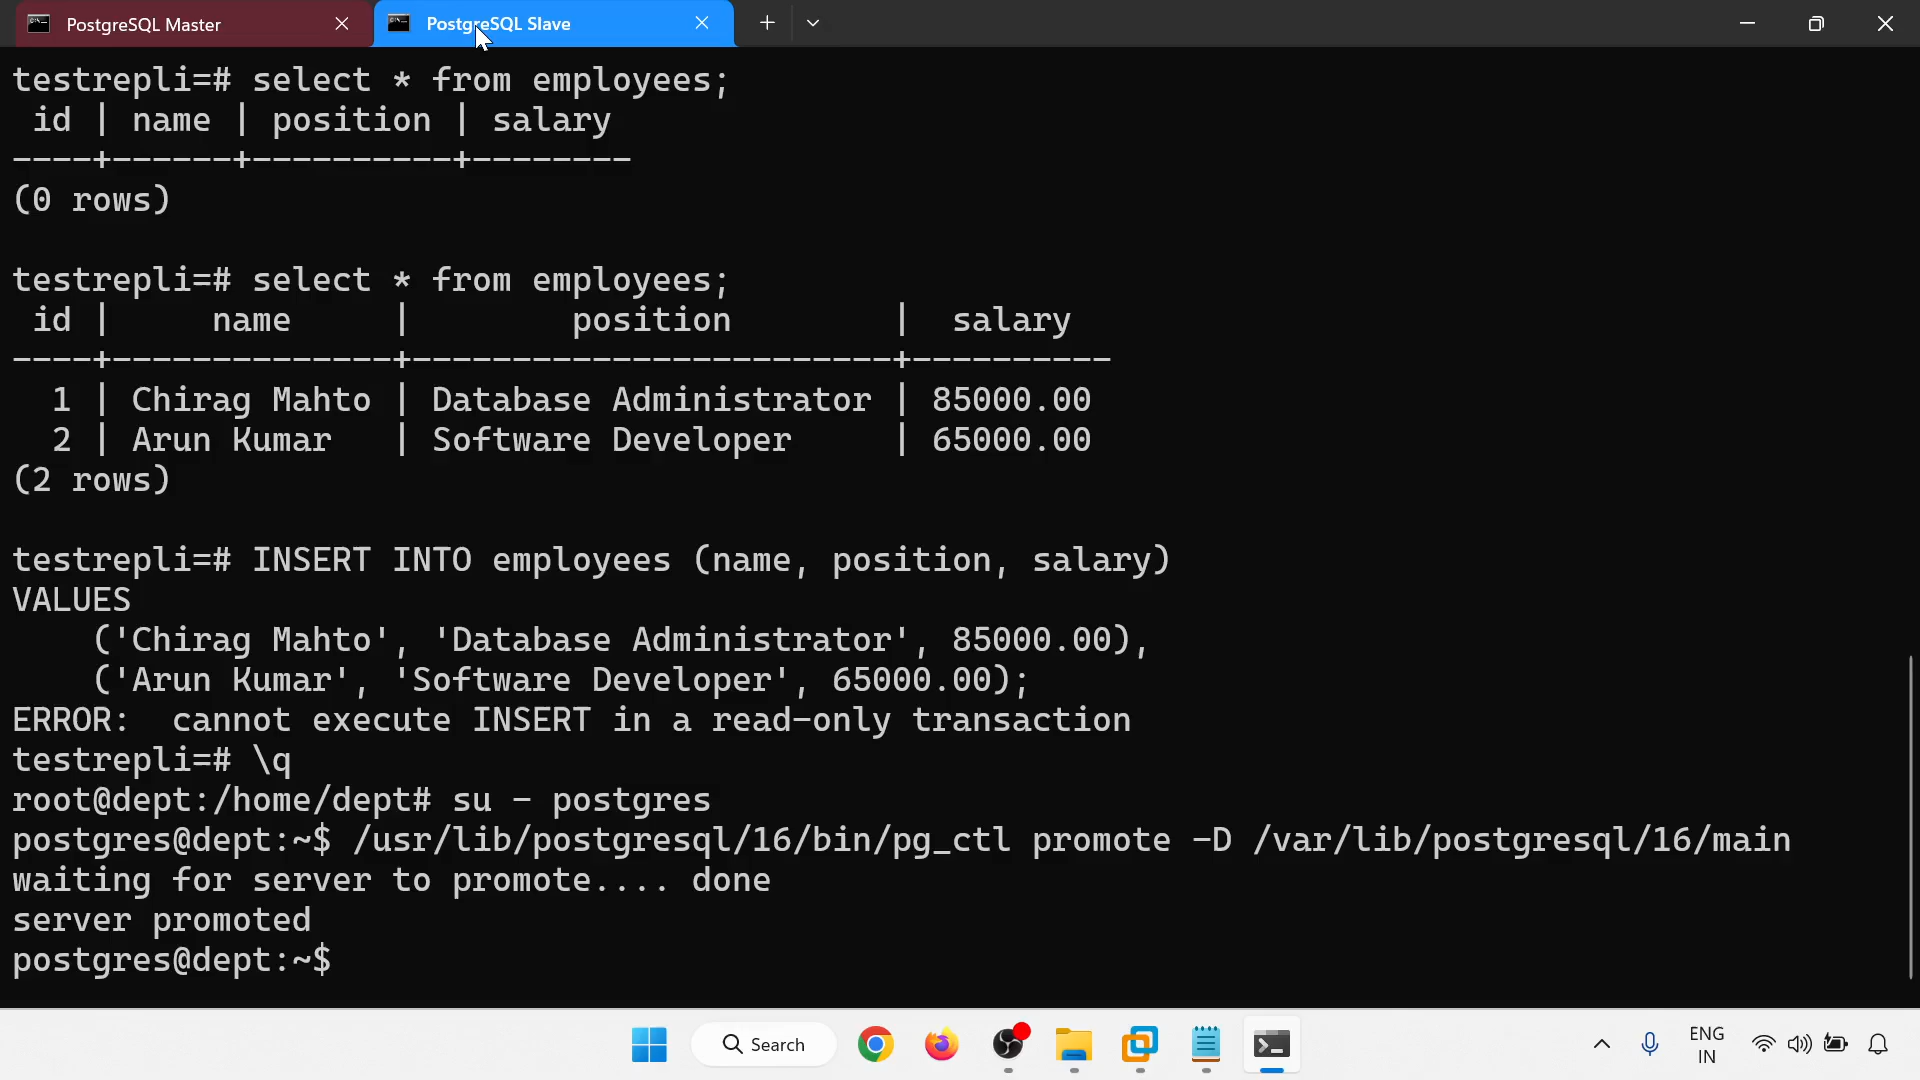 PostgreSQL Master
PostgreSQL Slave
testrepli=# select * from employees;
 id | name | position | salary
----+------+----------+--------
(0 rows)
testrepli=# select * from employees;
 id |     name     |        position        |  salary
----+--------------+------------------------+----------
  1 | Chirag Mahto | Database Administrator | 85000.00
  2 | Arun Kumar   | Software Developer     | 65000.00
(2 rows)
testrepli=# INSERT INTO employees (name, position, salary)
VALUES
    ('Chirag Mahto', 'Database Administrator', 85000.00),
    ('Arun Kumar', 'Software Developer', 65000.00);
ERROR:  cannot execute INSERT in a read-only transaction
testrepli=# \q
root@dept:/home/dept# su - postgres
postgres@dept:~$ /usr/lib/postgresql/16/bin/pg_ctl promote -D /var/lib/postgresql/16/main
waiting for server to promote.... done
server promoted
postgres@dept:~$
Search
ENG
IN